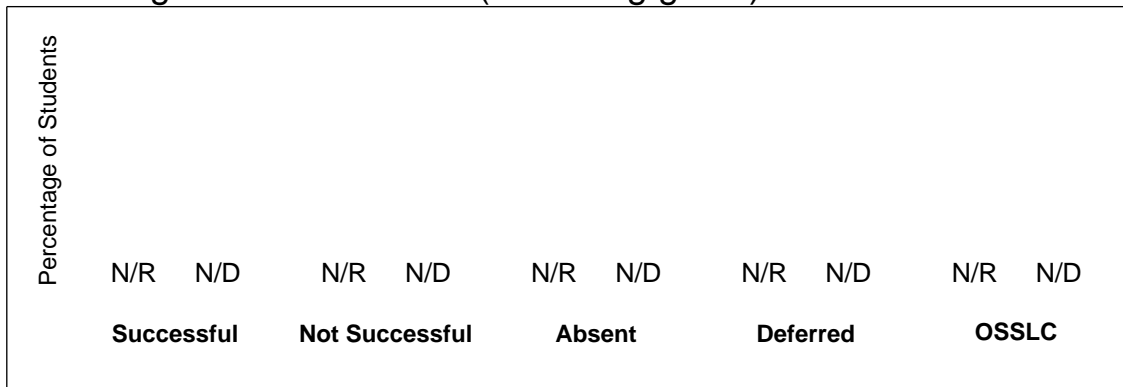 Percentage of Students
N/R N/D N/R N/D N/R N/D N/R N/D N/R N/D
Successful Not Successful Absent Deferred OSSLC